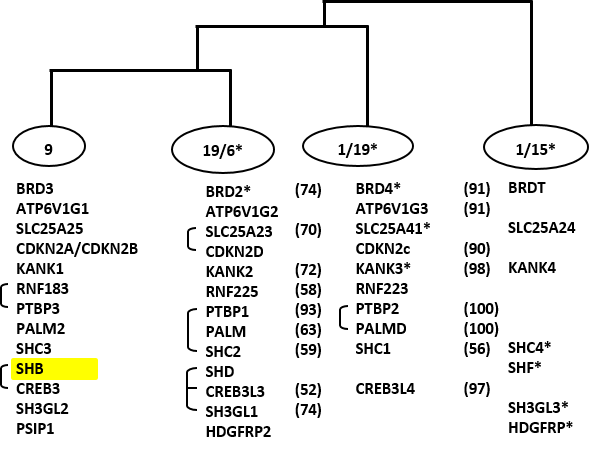 9 19/6* 1/19* 1/15*
BRD3 BRD2* (74) BRD4* (91) BRDT
ATP6V1G1 ATP6V1G2 ATP6V1G3 (91)
SLC25A25 SLC25A23 (70) SLC25A41* SLC25A24
CDKN2A/CDKN2B CDKN2D CDKN2c (90)
KANK1 KANK2 (72) KANK3* (98) KANK4
RNF183 RNF225 (58) RNF223
PTBP3 PTBP1 (93) PTBP2 (100)
PALM2 PALM (63) PALMD (100)
SHC3 SHC2 (59) SHC1 (56) SHC4*
SHB SHD SHF*
CREB3 CREB3L3 (52) CREB3L4 (97)
SH3GL2 SH3GL1 (74) SH3GL3*
PSIP1 HDGFRP2 HDGFRP*